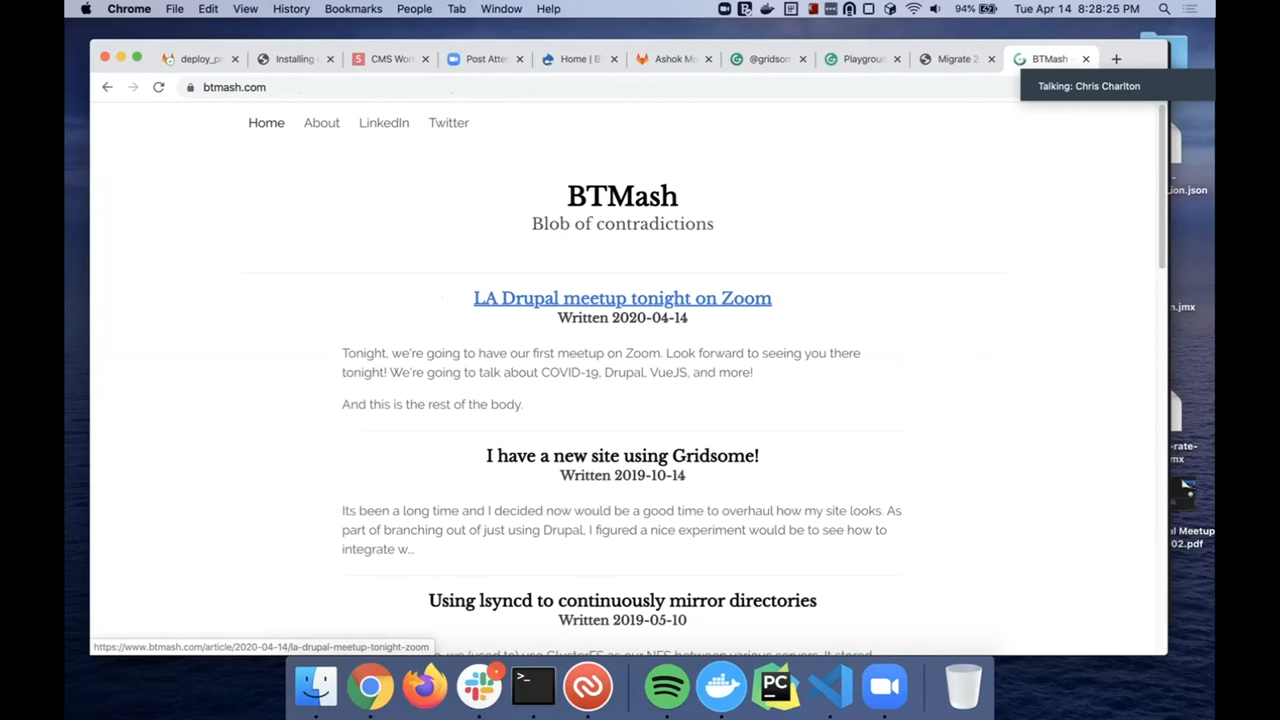 Chrome File Edit View History Bookmarks People Tab Window Help 94% Tue Apr 14 8:28:25 PM
deploy_pr Installing CMS Work Post Atten Home | BT Ashok Mo @gridsom Playgroun Migrate 2 BTMash -
btmash.com
Talking: Chris Charlton
Home About LinkedIn Twitter
BTMash
Blob of contradictions
LA Drupal meetup tonight on Zoom
Written 2020-04-14
Tonight, we're going to have our first meetup on Zoom. Look forward to seeing you there
tonight! We're going to talk about COVID-19, Drupal, VueJS, and more!
And this is the rest of the body.
I have a new site using Gridsome!
Written 2019-10-14
Its been a long time and I decided now would be a good time to overhaul how my site looks. As
part of branching out of just using Drupal, I figured a nice experiment would be to see how to
integrate w...
Using lsyncd to continuously mirror directories
Written 2019-05-10
https://www.btmash.com/article/2020-04-14/la-drupal-meetup-tonight-zoom
ion.json
n.jmx
-rate-
mx
al Meetup
02.pdf
PC